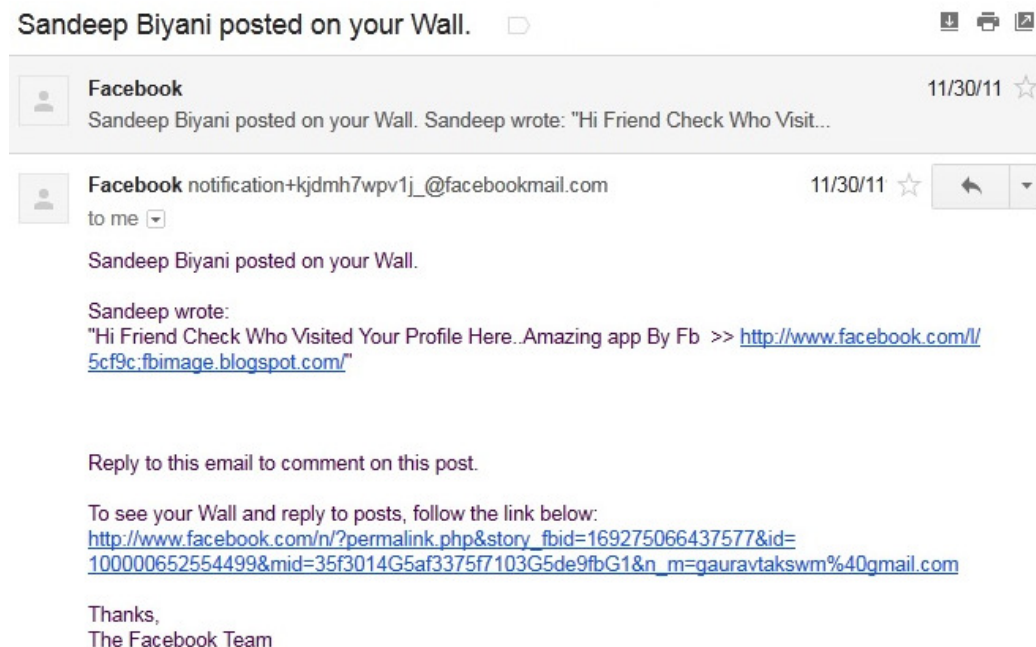 Sandeep Biyani posted on your Wall.
Facebook 11/30/11
Sandeep Biyani posted on your Wall. Sandeep wrote: "Hi Friend Check Who Visit...
Facebook notification+kjdmh7wpv1j_@facebookmail.com 11/30/11
to me
Sandeep Biyani posted on your Wall.
Sandeep wrote:
"Hi Friend Check Who Visited Your Profile Here..Amazing app By Fb >> http://www.facebook.com/l/
5cf9c;fbimage.blogspot.com/"
Reply to this email to comment on this post.
To see your Wall and reply to posts, follow the link below:
http://www.facebook.com/n/?permalink.php&story_fbid=169275066437577&id=
100000652554499&mid=35f3014G5af3375f7103G5de9fbG1&n_m=gauravtakswm%40gmail.com
Thanks,
The Facebook Team